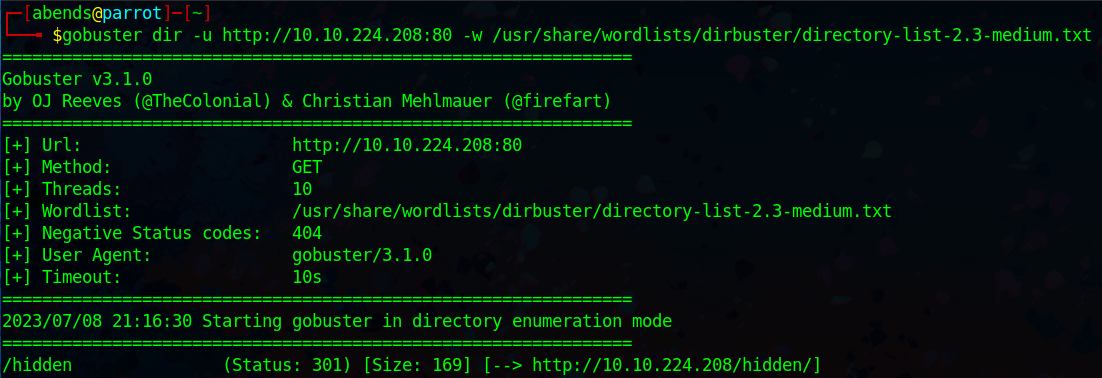 ┌─[abends@parrot]─[~]
└──╼ $gobuster dir -u http://10.10.224.208:80 -w /usr/share/wordlists/dirbuster/directory-list-2.3-medium.txt
===============================================================
Gobuster v3.1.0
by OJ Reeves (@TheColonial) & Christian Mehlmauer (@firefart)
===============================================================
[+] Url:                     http://10.10.224.208:80
[+] Method:                  GET
[+] Threads:                 10
[+] Wordlist:                /usr/share/wordlists/dirbuster/directory-list-2.3-medium.txt
[+] Negative Status codes:   404
[+] User Agent:              gobuster/3.1.0
[+] Timeout:                 10s
===============================================================
2023/07/08 21:16:30 Starting gobuster in directory enumeration mode
===============================================================
/hidden               (Status: 301) [Size: 169] [--> http://10.10.224.208/hidden/]